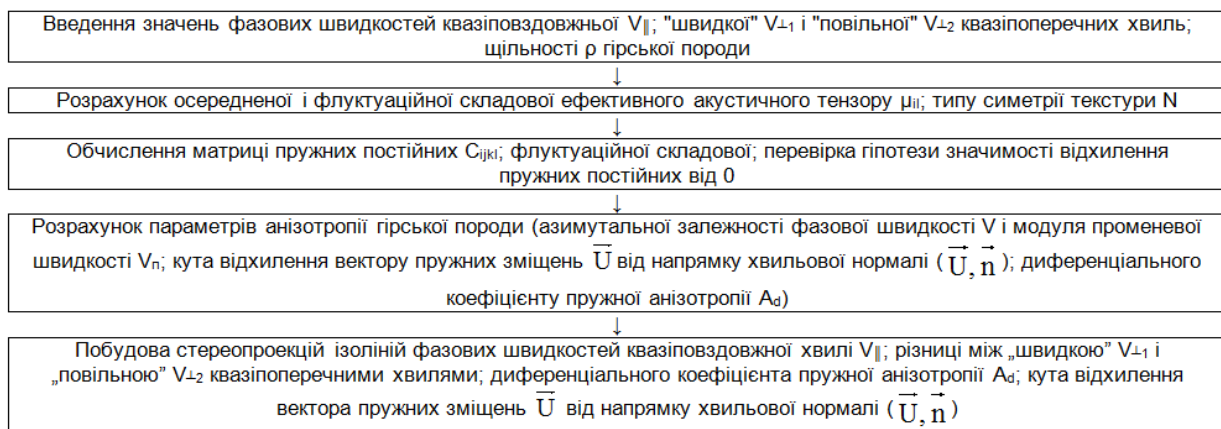 Введення значень фазових швидкостей квазіповздовжньої V∥; "швидкої" V⊥1 і "повільної" V⊥2 квазіпоперечних хвиль;
щільності ρ гірської породи
↓
Розрахунок осередненої і флуктуаційної складової ефективного акустичного тензору μil; типу симетрії текстури N
↓
Обчислення матриці пружних постійних Cijkl; флуктуаційної складової; перевірка гіпотези значимості відхилення
пружних постійних від 0
↓
Розрахунок параметрів анізотропії гірської породи (азимутальної залежності фазової швидкості V і модуля променевої
швидкості Vп; кута відхилення вектору пружних зміщень U⃗ від напрямку хвильової нормалі (U⃗, n⃗); диференціального
коефіцієнту пружної анізотропії Ad)
↓
Побудова стереопроекцій ізоліній фазових швидкостей квазіповздовжної хвилі V∥; різниці між „швидкою” V⊥1 і
„повільною” V⊥2 квазіпоперечними хвилями; диференціального коефіцієнта пружної анізотропії Ad; кута відхилення
вектора пружних зміщень U⃗ від напрямку хвильової нормалі (U⃗, n⃗)